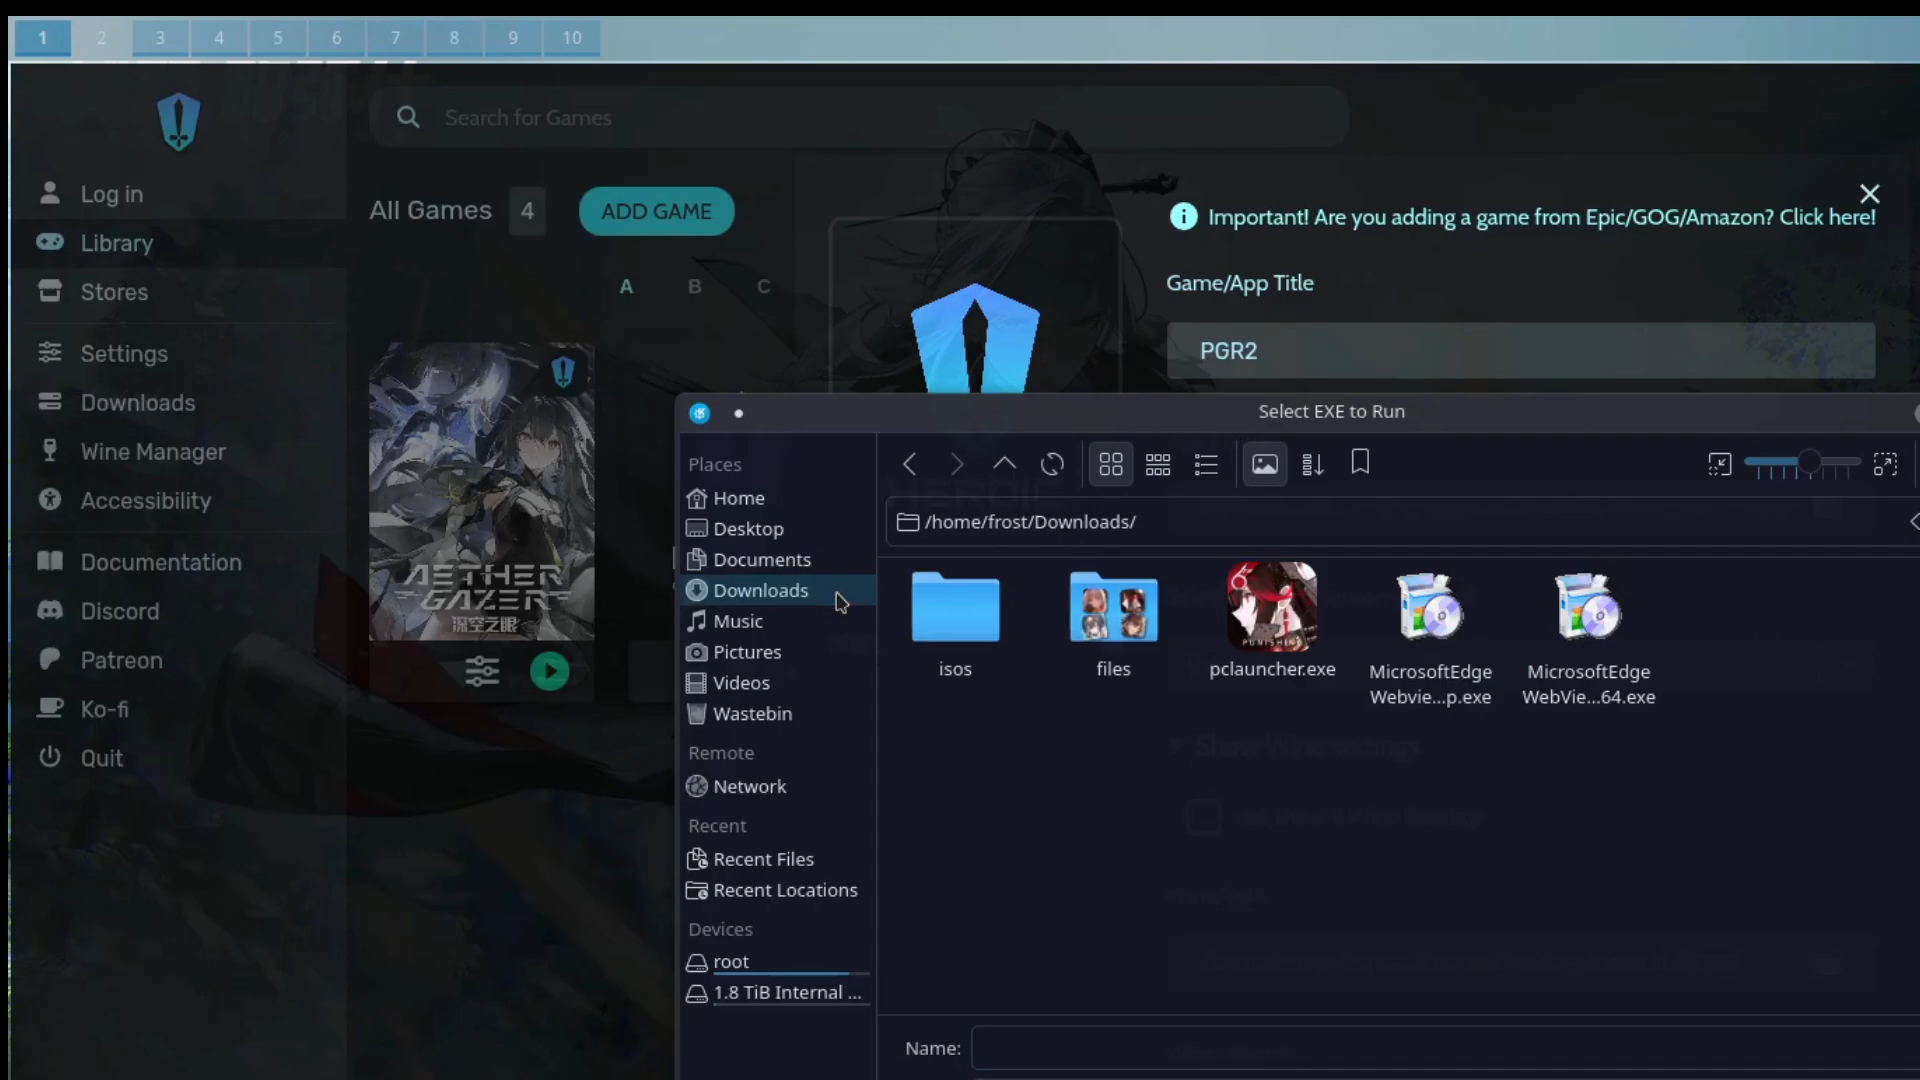 1 2 3 4 5 6 7 8 9 10
Search for Games
Log in
Library
Stores
Settings
Downloads
Wine Manager
Accessibility
Documentation
Discord
Patreon
Ko-fi
Quit
All Games 4 ADD GAME
A B C
AETHER
GAZER
深空之眼
Important! Are you adding a game from Epic/GOG/Amazon? Click here!
Game/App Title
PGR2
Select EXE to Run
Places
Home
Desktop
Documents
Downloads
Music
Pictures
Videos
Wastebin
Remote
Network
Recent
Recent Files
Recent Locations
Devices
root
1.8 TiB Internal ...
HEROIC
/home/frost/Downloads/
isos
files
PUNISHING
pclauncher.exe
MicrosoftEdge
Webvie...p.exe
MicrosoftEdge
WebVie...64.exe
Show Wine settings
Name: